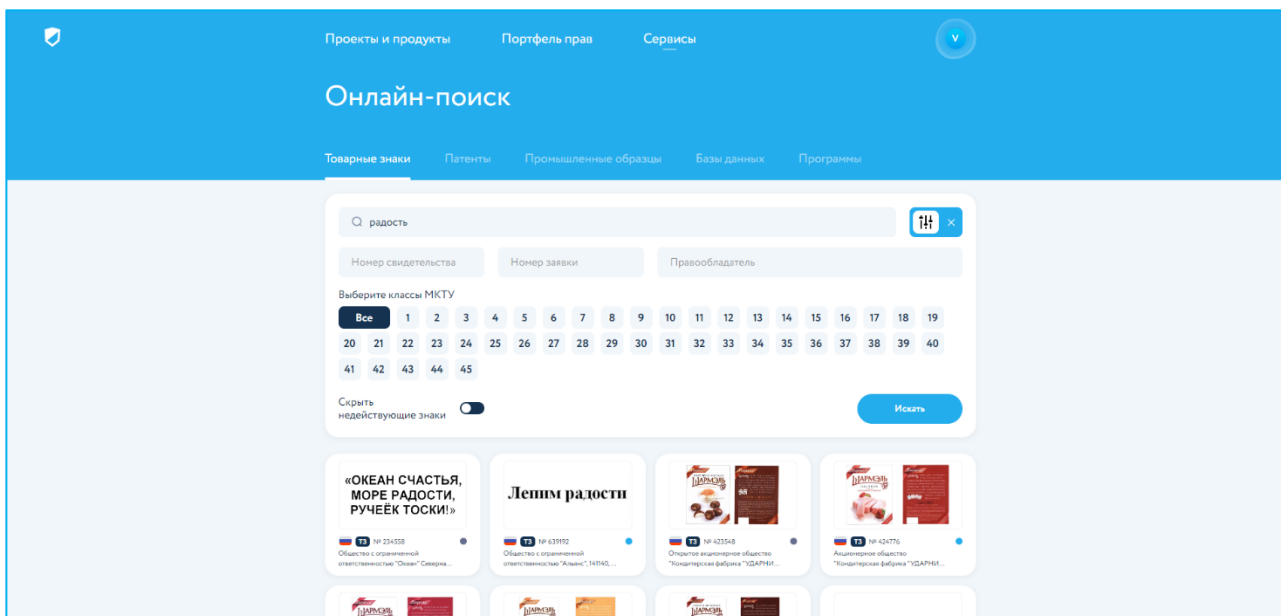 Проекты и продукты
Портфель прав
Сервисы
V
Онлайн-поиск
Товарные знаки
Патенты
Промышленные образцы
Базы данных
Программы
радость
Номер свидетельства
Номер заявки
Правообладатель
Выберите классы МКТУ
Все 1 2 3 4 5 6 7 8 9 10 11 12 13 14 15 16 17 18 19
20 21 22 23 24 25 26 27 28 29 30 31 32 33 34 35 36 37 38 39 40
41 42 43 44 45
Скрыть
недействующие знаки
Искать
«ОКЕАН СЧАСТЬЯ,
МОРЕ РАДОСТИ,
РУЧЕЁК ТОСКИ!»
ТЗ № 234558
Общество с ограниченной
ответственностью "Океан" Северна...
Лепим радости
ТЗ № 639192
Общество с ограниченной
ответственностью "Альянс", 141140, ...
ШАРМЭЛЬ
ТЗ № 423548
Открытое акционерное общество
"Кондитерская фабрика "УДАРНИ...
ШАРМЭЛЬ
ТЗ № 424776
Акционерное общество
"Кондитерская фабрика "УДАРНИ...
ШАРМЭЛЬ
ШАРМЭЛЬ
ШАРМЭЛЬ